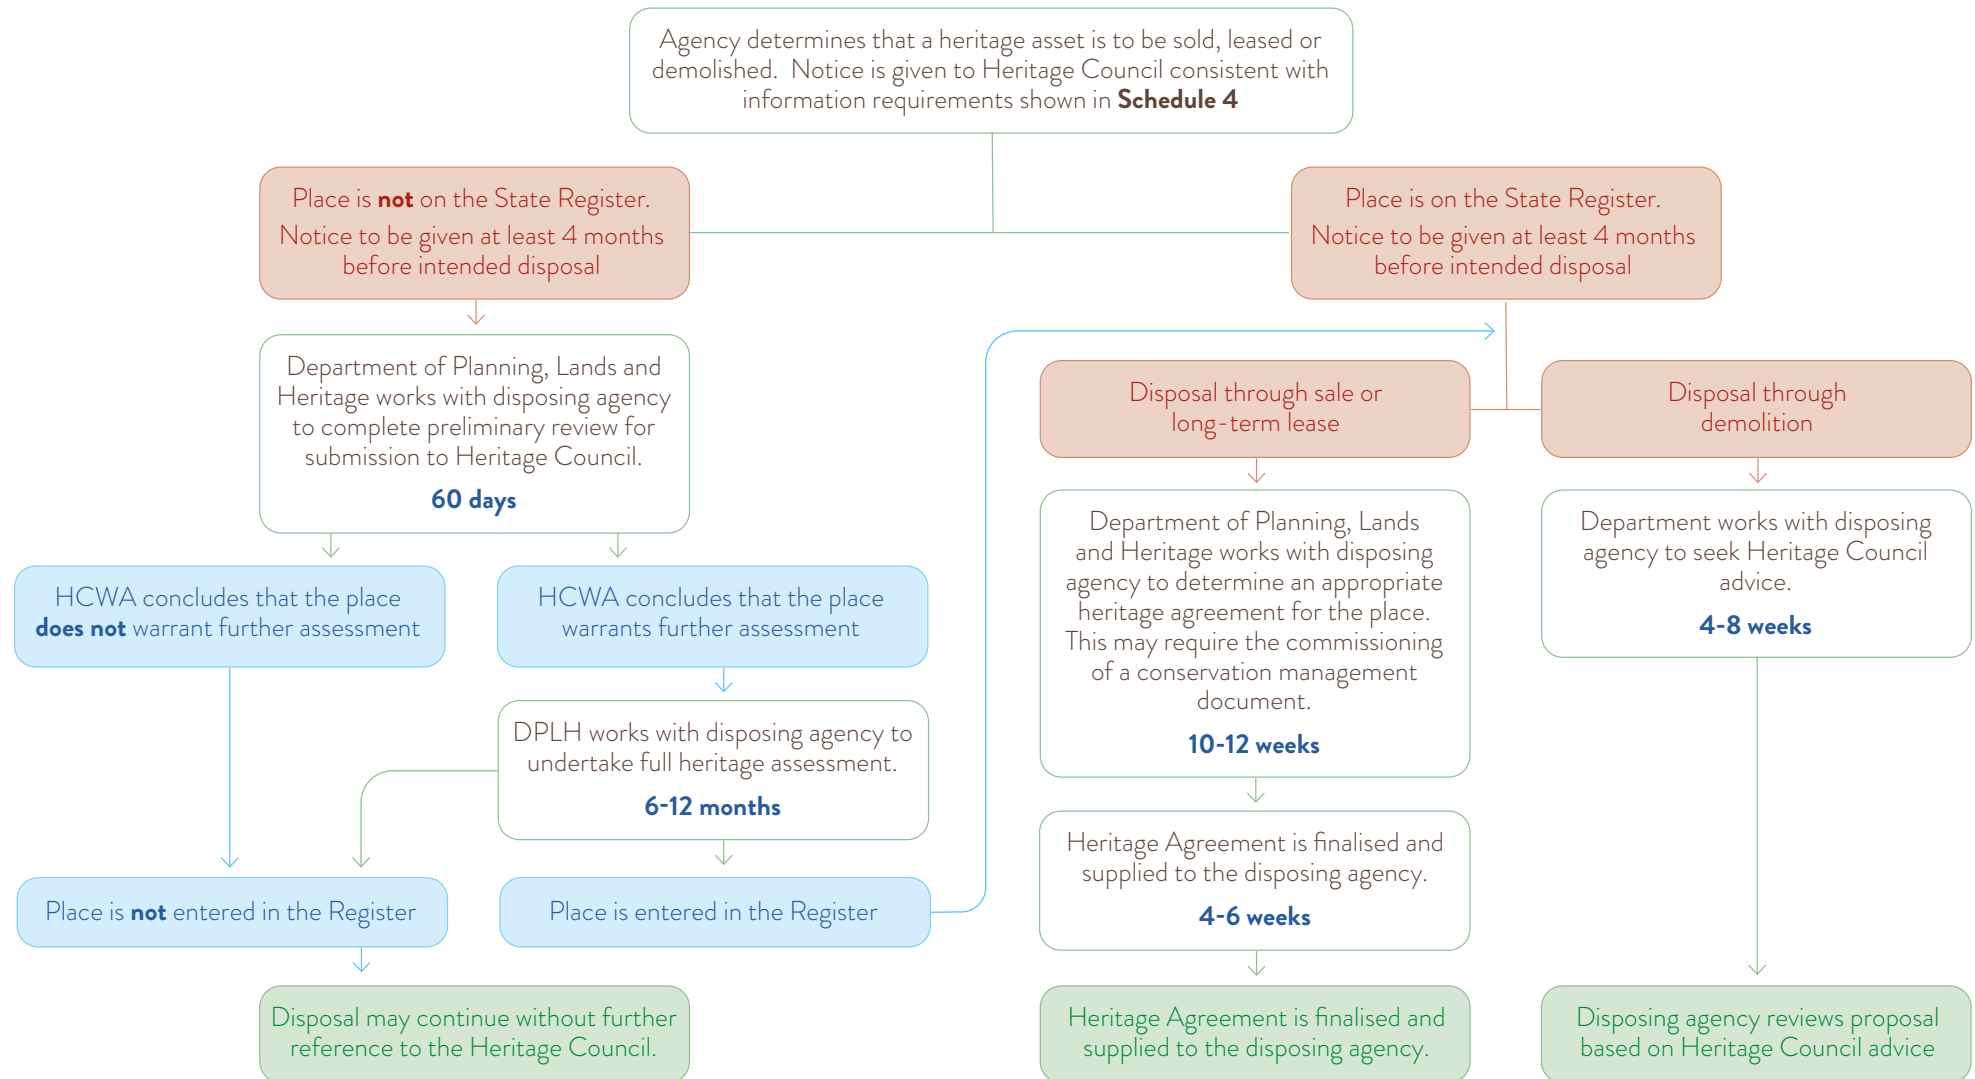 Agency determines that a heritage asset is to be sold, leased or
demolished.  Notice is given to Heritage Council consistent with
information requirements shown in Schedule 4
Place is not on the State Register.
Notice to be given at least 4 months
before intended disposal
Place is on the State Register.
Notice to be given at least 4 months
before intended disposal
Department of Planning, Lands and
Heritage works with disposing agency
to complete preliminary review for
submission to Heritage Council.
60 days
Disposal through sale or
long-term lease
Disposal through
demolition
HCWA concludes that the place
does not warrant further assessment
HCWA concludes that the place
warrants further assessment
Department of Planning, Lands
and Heritage works with disposing
agency to determine an appropriate
heritage agreement for the place.
This may require the commissioning
of a conservation management
document.
10-12 weeks
Department works with disposing
agency to seek Heritage Council
advice.
4-8 weeks
DPLH works with disposing agency to
undertake full heritage assessment.
6-12 months
Heritage Agreement is finalised and
supplied to the disposing agency.
4-6 weeks
Place is not entered in the Register
Place is entered in the Register
Disposal may continue without further
reference to the Heritage Council.
Heritage Agreement is finalised and
supplied to the disposing agency.
Disposing agency reviews proposal
based on Heritage Council advice